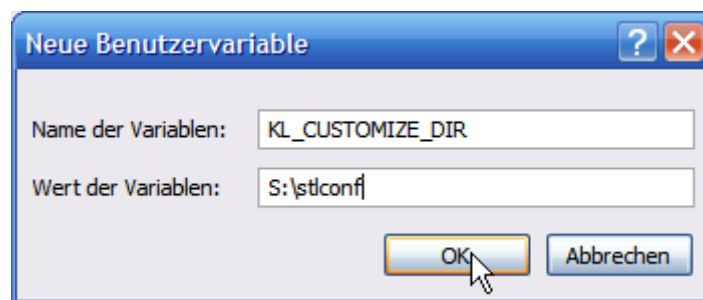 Neue Benutzervariable
Name der Variablen: KL_CUSTOMIZE_DIR
Wert der Variablen: S:\stlconf
OK Abbrechen